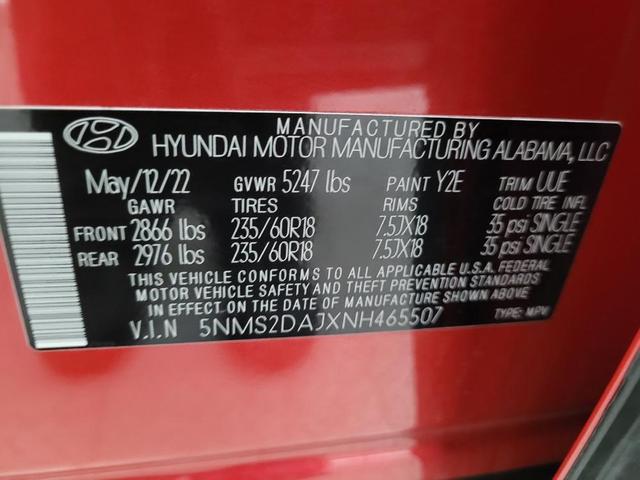 MANUFACTURED BY
HYUNDAI MOTOR MANUFACTURING ALABAMA, LLC
May/12/22 GVWR 5247 lbs PAINT Y2E TRIM UUE
GAWR TIRES RIMS COLD TIRE INFL
FRONT 2866 lbs 235/60R18 7.5JX18 35 psi SINGLE
REAR 2976 lbs 235/60R18 7.5JX18 35 psi SINGLE
THIS VEHICLE CONFORMS TO ALL APPLICABLE U.S.A. FEDERAL
MOTOR VEHICLE SAFETY AND THEFT PREVENTION STANDARDS
IN EFFECT ON THE DATE OF MANUFACTURE SHOWN ABOVE.
V.I.N 5NMS2DAJXNH465507 TYPE: MPV